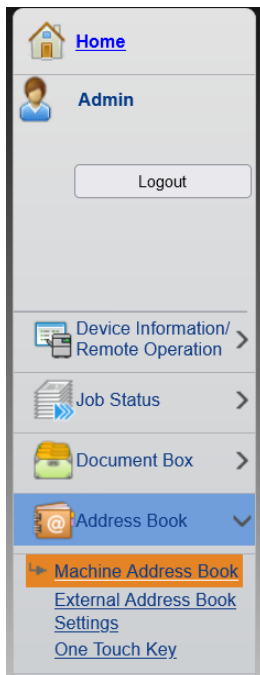 Home
Admin
Logout
Device Information/
Remote Operation
Job Status
Document Box
Address Book
Machine Address Book
External Address Book
Settings
One Touch Key